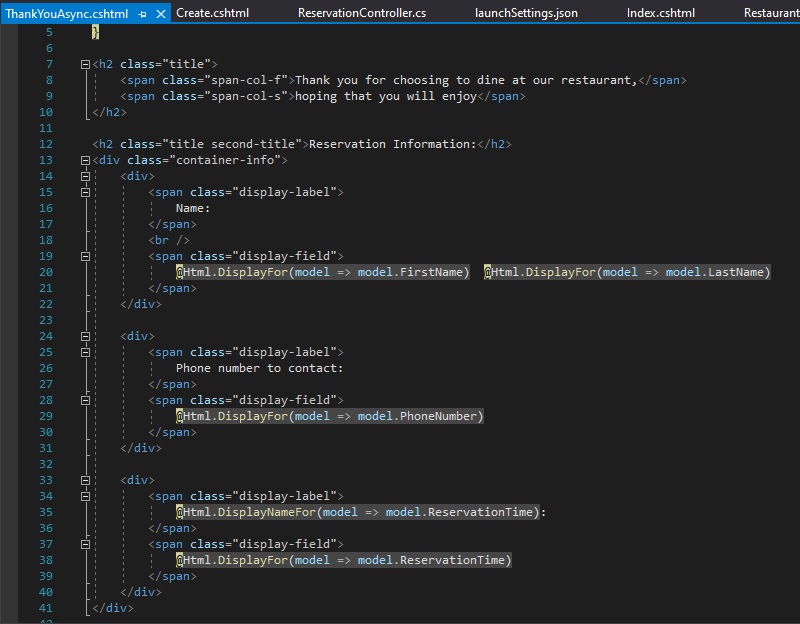 ThankYouAsync.cshtml Create.cshtml ReservationController.cs launchSettings.json Index.cshtml Restaurant
5 }
6
7 <h2 class="title">
8 <span class="span-col-f">Thank you for choosing to dine at our restaurant,</span>
9 <span class="span-col-s">hoping that you will enjoy</span>
10 </h2>
11
12 <h2 class="title second-title">Reservation Information:</h2>
13 <div class="container-info">
14 <div>
15 <span class="display-label">
16 Name:
17 </span>
18 <br />
19 <span class="display-field">
20 @Html.DisplayFor(model => model.FirstName) @Html.DisplayFor(model => model.LastName)
21 </span>
22 </div>
23
24 <div>
25 <span class="display-label">
26 Phone number to contact:
27 </span>
28 <span class="display-field">
29 @Html.DisplayFor(model => model.PhoneNumber)
30 </span>
31 </div>
32
33 <div>
34 <span class="display-label">
35 @Html.DisplayNameFor(model => model.ReservationTime):
36 </span>
37 <span class="display-field">
38 @Html.DisplayFor(model => model.ReservationTime)
39 </span>
40 </div>
41 </div>